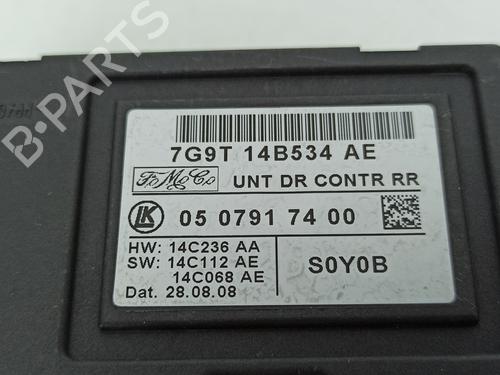 B-PARTS
7G9T 14B534 AE
FoMoCo
UNT DR CONTR RR
LK
05 0791 74 00
HW: 14C236 AA
SW: 14C112 AE
14C068 AE
Dat. 28.08.08
S0Y0B